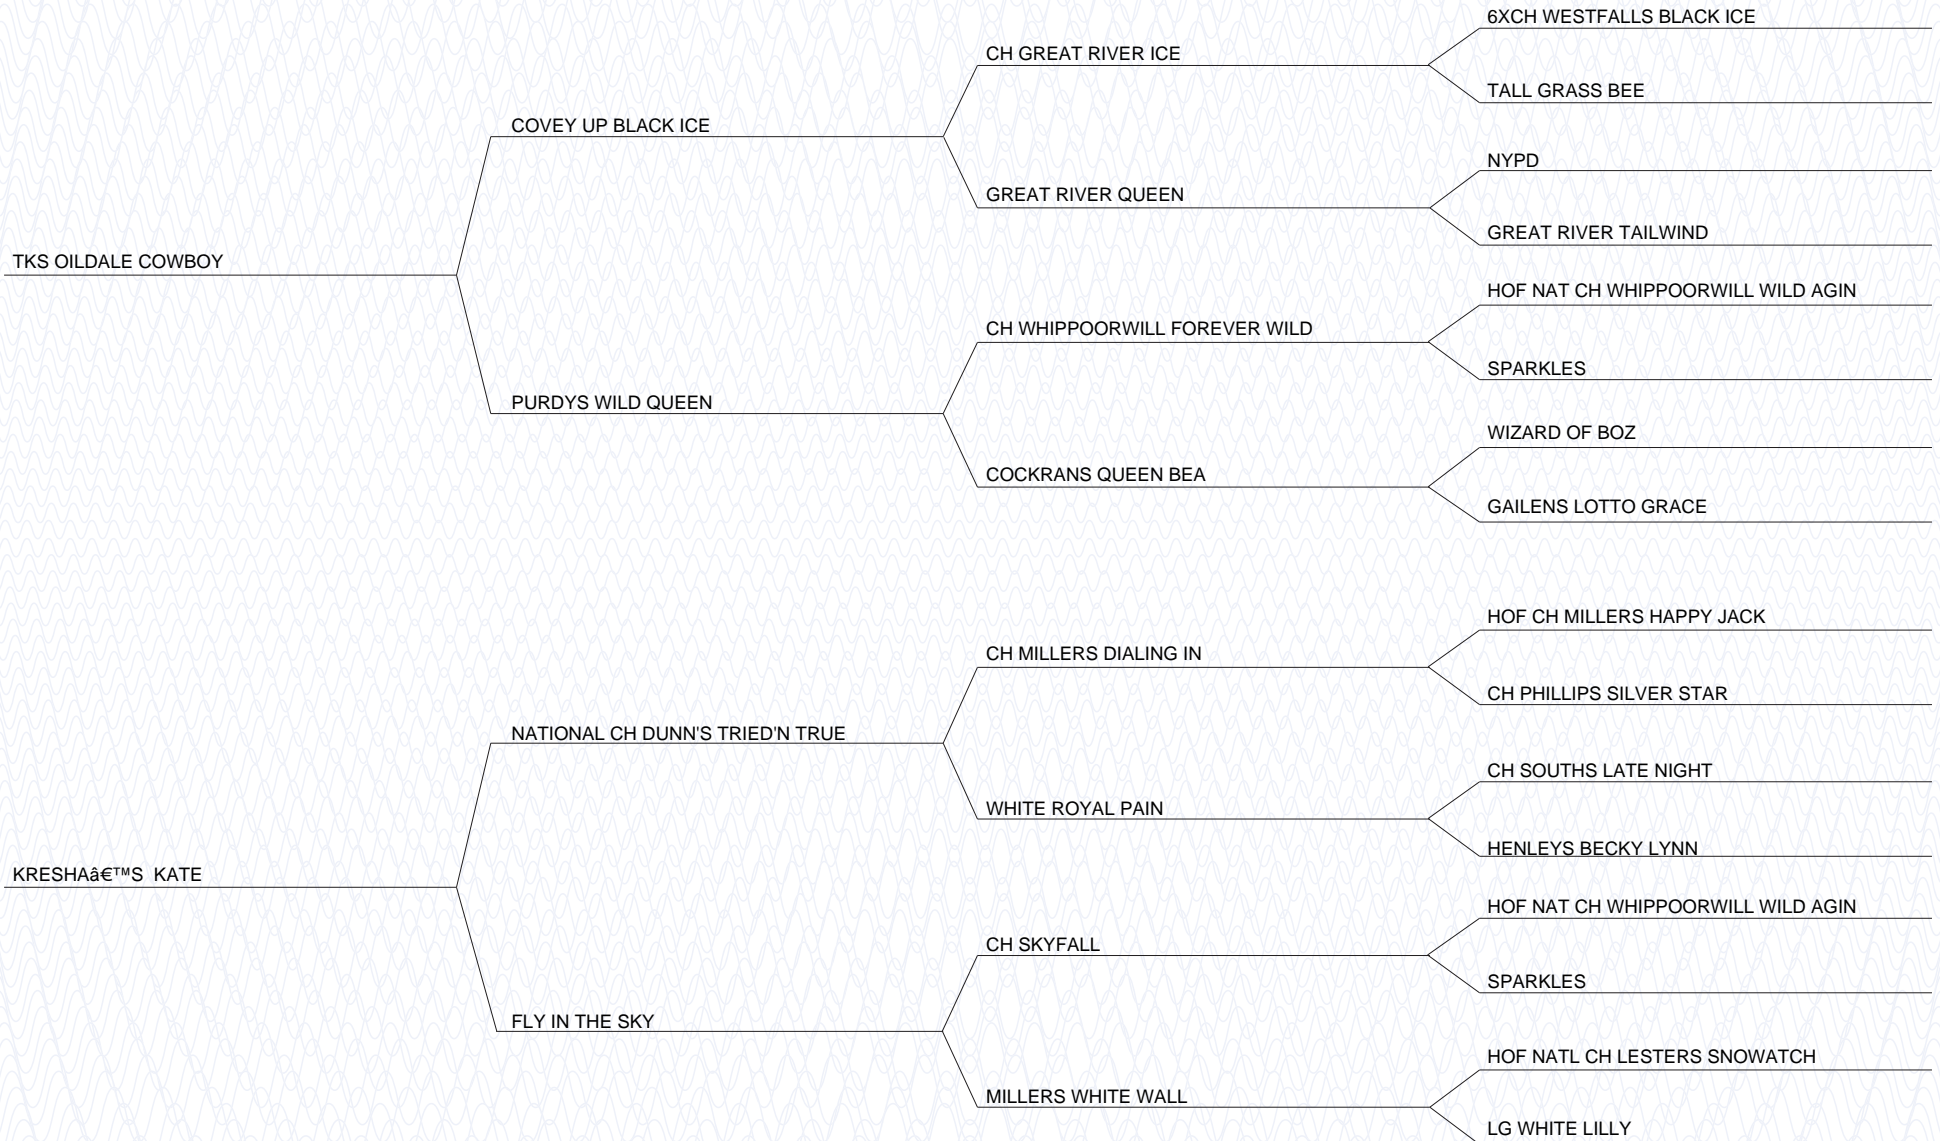 6XCH WESTFALLS BLACK ICE
CH GREAT RIVER ICE
TALL GRASS BEE
COVEY UP BLACK ICE
NYPD
GREAT RIVER QUEEN
GREAT RIVER TAILWIND
TKS OILDALE COWBOY
HOF NAT CH WHIPPOORWILL WILD AGIN
CH WHIPPOORWILL FOREVER WILD
SPARKLES
PURDYS WILD QUEEN
WIZARD OF BOZ
COCKRANS QUEEN BEA
GAILENS LOTTO GRACE
HOF CH MILLERS HAPPY JACK
CH MILLERS DIALING IN
CH PHILLIPS SILVER STAR
NATIONAL CH DUNN'S TRIED'N TRUE
CH SOUTHS LATE NIGHT
WHITE ROYAL PAIN
HENLEYS BECKY LYNN
KRESHA’S  KATE
HOF NAT CH WHIPPOORWILL WILD AGIN
CH SKYFALL
SPARKLES
FLY IN THE SKY
HOF NATL CH LESTERS SNOWATCH
MILLERS WHITE WALL
LG WHITE LILLY